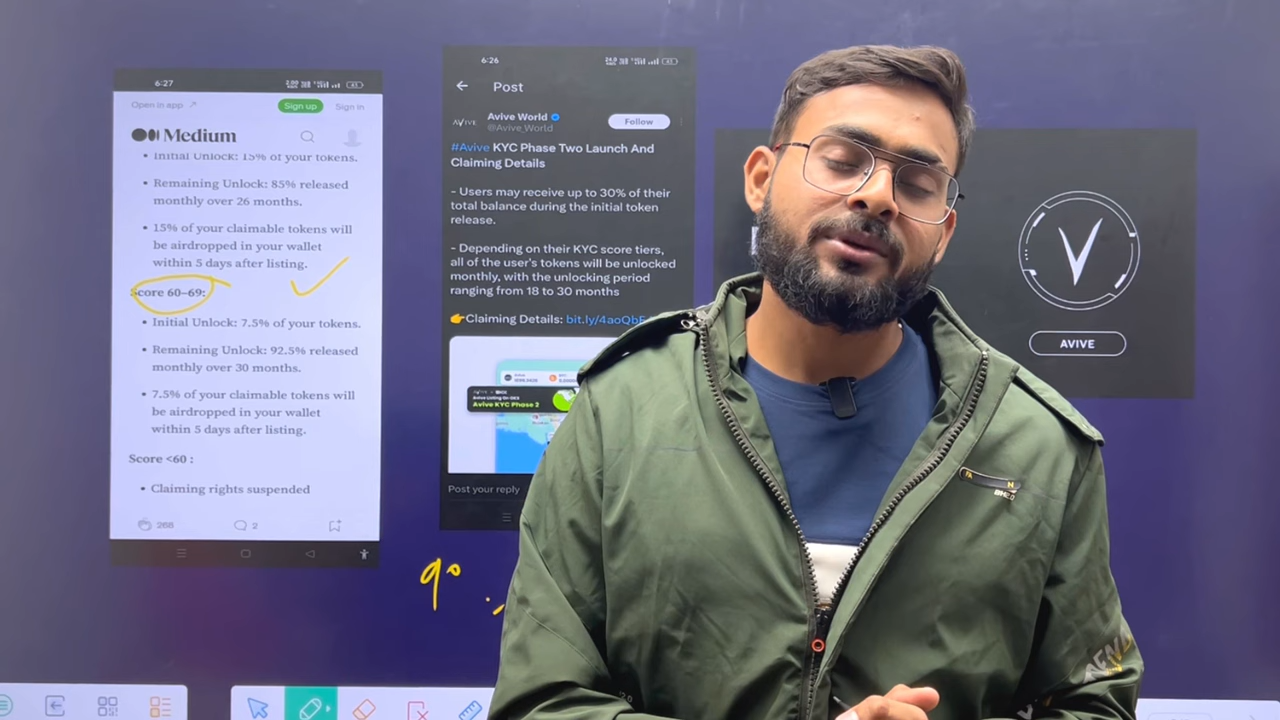 6:27
Open in app
Sign up
Sign in
Medium
• Initial Unlock: 15% of your tokens.
• Remaining Unlock: 85% released
monthly over 26 months.
• 15% of your claimable tokens will
be airdropped in your wallet
within 5 days after listing.
Score 60–69:
• Initial Unlock: 7.5% of your tokens.
• Remaining Unlock: 92.5% released
monthly over 30 months.
• 7.5% of your claimable tokens will
be airdropped in your wallet
within 5 days after listing.
Score <60 :
• Claiming rights suspended
266
2
6:26
Post
AVIVE
Avive World
@Avive_World
Follow
#Avive KYC Phase Two Launch And
Claiming Details
- Users may receive up to 30% of their
total balance during the initial token
release.
- Depending on their KYC score tiers,
all of the user's tokens will be unlocked
monthly, with the unlocking period
ranging from 18 to 30 months
👉Claiming Details: bit.ly/4aoQbF
Avive KYC Phase 2
Post your reply
90
AVIVE